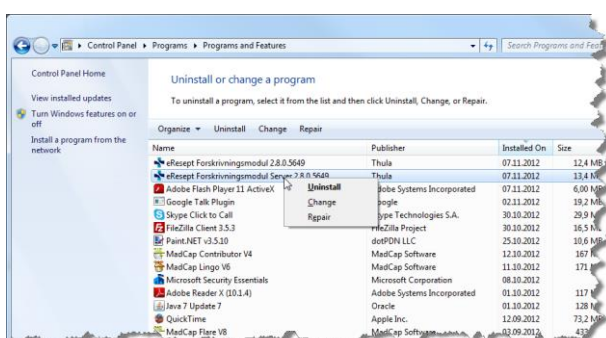 Control Panel ▸ Programs ▸ Programs and Features
Search Programs and Feat
Control Panel Home
View installed updates
Turn Windows features on or
off
Install a program from the
network
Uninstall or change a program
To uninstall a program, select it from the list and then click Uninstall, Change, or Repair.
Organize Uninstall Change Repair
Name Publisher Installed On Size
eResept Forskrivningsmodul 2.8.0.5649 Thula 07.11.2012 12,4 MB
eResept Forskrivningsmodul Server 2.8.0.5649 Thula 07.11.2012 13,4 M
Adobe Flash Player 11 ActiveX Adobe Systems Incorporated 07.11.2012 6,00 MB
Google Talk Plugin Google 02.11.2012 19,2 MB
Skype Click to Call Skype Technologies S.A. 30.10.2012 29,9 M
FileZilla Client 3.5.3 FileZilla Project 30.10.2012 16,5 M
Paint.NET v3.5.10 dotPDN LLC 25.10.2012 10,6 MB
MadCap Contributor V4 MadCap Software 12.10.2012 167 M
MadCap Lingo V6 MadCap Software 11.10.2012 171
Microsoft Security Essentials Microsoft Corporation 08.10.2012
Adobe Reader X (10.1.4) Adobe Systems Incorporated 01.10.2012 117 M
Java 7 Update 7 Oracle 01.10.2012 128 M
QuickTime Apple Inc. 12.09.2012 73,2 MB
MadCap Flare V8 MadCap Software 03.09.2012 433
Uninstall
Change
Repair